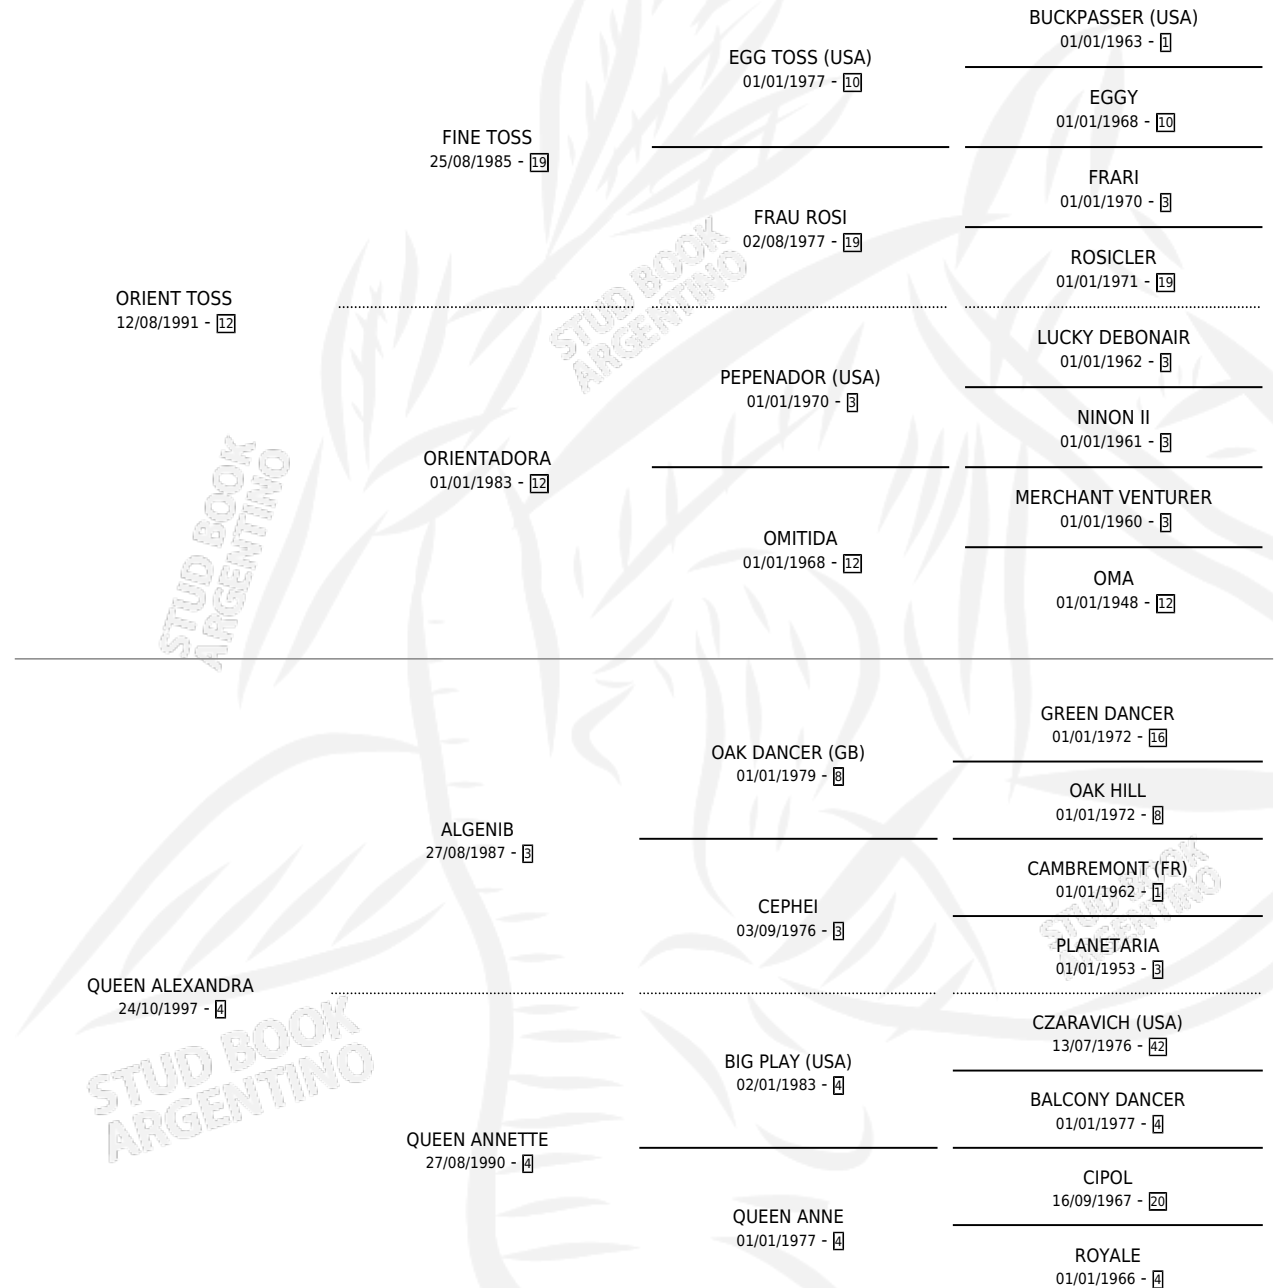 BUCKPASSER (USA)
01/01/1963 - 1
EGG TOSS (USA)
01/01/1977 - 10
EGGY
01/01/1968 - 10
FINE TOSS
25/08/1985 - 19
FRARI
01/01/1970 - 3
FRAU ROSI
02/08/1977 - 19
ROSICLER
01/01/1971 - 19
ORIENT TOSS
12/08/1991 - 12
LUCKY DEBONAIR
01/01/1962 - 3
PEPENADOR (USA)
01/01/1970 - 3
NINON II
01/01/1961 - 3
ORIENTADORA
01/01/1983 - 12
MERCHANT VENTURER
01/01/1960 - 3
OMITIDA
01/01/1968 - 12
OMA
01/01/1948 - 12
GREEN DANCER
01/01/1972 - 16
OAK DANCER (GB)
01/01/1979 - 8
OAK HILL
01/01/1972 - 8
ALGENIB
27/08/1987 - 3
CAMBREMONT (FR)
01/01/1962 - 1
CEPHEI
03/09/1976 - 3
PLANETARIA
01/01/1953 - 3
QUEEN ALEXANDRA
24/10/1997 - 4
CZARAVICH (USA)
13/07/1976 - 42
BIG PLAY (USA)
02/01/1983 - 4
BALCONY DANCER
01/01/1977 - 4
QUEEN ANNETTE
27/08/1990 - 4
CIPOL
16/09/1967 - 20
QUEEN ANNE
01/01/1977 - 4
ROYALE
01/01/1966 - 4
STUD BOOK
ARGENTINO
STUD BOOK
ARGENTINO
STUD BOOK
ARGENTINO
STUD BOOK
ARGENTINO